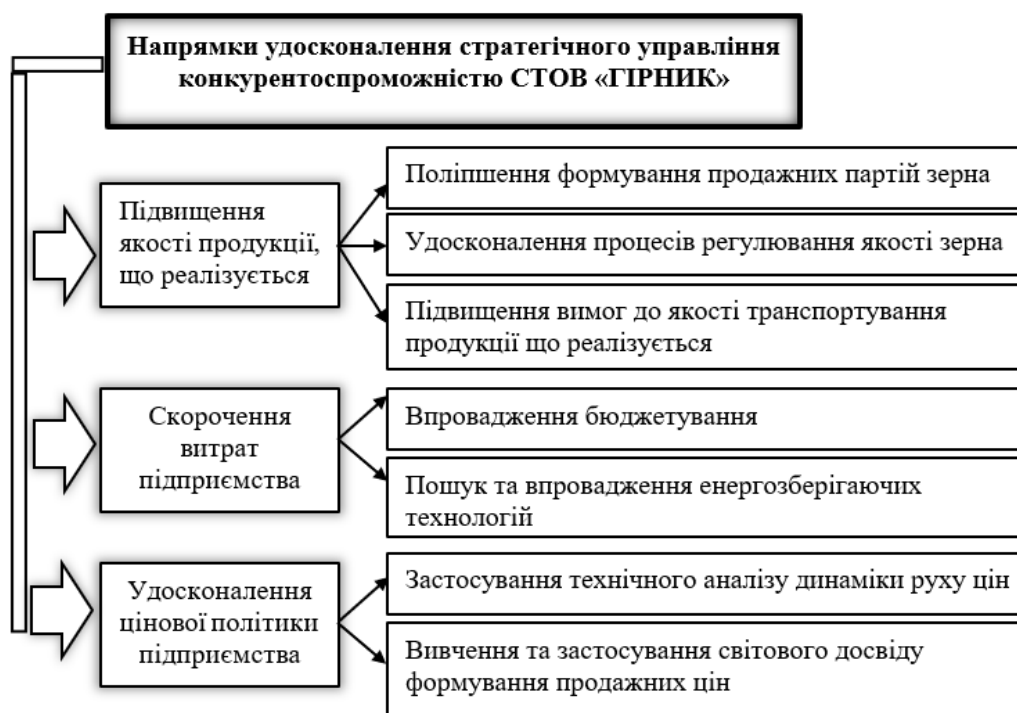 Напрямки удосконалення стратегічного управління
конкурентоспроможністю СТОВ «ГІРНИК»
Підвищення
якості продукції,
що реалізується
Поліпшення формування продажних партій зерна
Удосконалення процесів регулювання якості зерна
Підвищення вимог до якості транспортування
продукції що реалізується
Скорочення
витрат
підприємства
Впровадження бюджетування
Пошук та впровадження енергозберігаючих
технологій
Удосконалення
цінової політики
підприємства
Застосування технічного аналізу динаміки руху цін
Вивчення та застосування світового досвіду
формування продажних цін